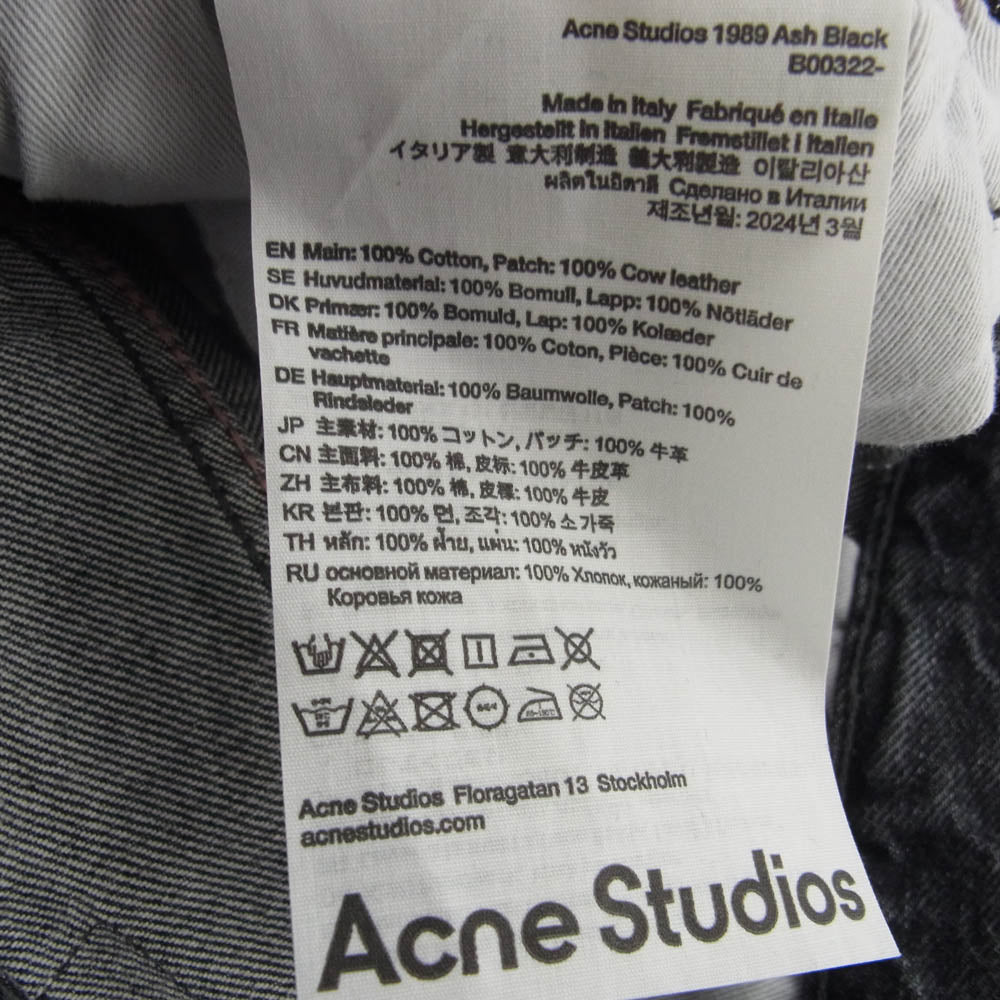 Acne Studios 1989 Ash Black
B00322-
Made in Italy Fabriqué en Italie
Hergestellt in Italien Fremstillet i Italien
イタリア製 意大利制造 義大利製造 이탈리아산
ผลิตในอิตาลี Сделано в Италии
제조년월: 2024년 3월
EN Main: 100% Cotton, Patch: 100% Cow leather
SE Huvudmaterial: 100% Bomull, Lapp: 100% Nötläder
DK Primær: 100% Bomuld, Lap: 100% Kolæder
FR Matière principale: 100% Coton, Pièce: 100% Cuir de
vachette
DE Hauptmaterial: 100% Baumwolle, Patch: 100%
Rindsleder
JP 主素材: 100% コットン, パッチ: 100% 牛革
CN 主面料: 100% 棉, 皮标: 100% 牛皮革
ZH 主布料: 100% 棉, 皮標: 100% 牛皮
KR 본판: 100% 면, 조각: 100% 소가죽
TH หลัก: 100% ฝ้าย, แผ่น: 100% หนังวัว
RU основной материал: 100% Хлопок, кожаный: 100%
Коровья кожа
Acne Studios Floragatan 13 Stockholm
acnestudios.com
Acne Studios